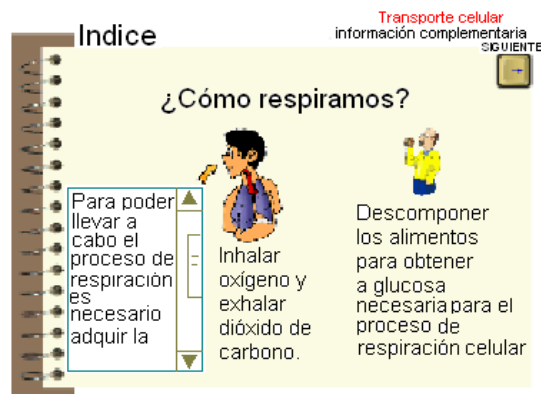 Indice
Transporte celular
información complementaria
SIGUIENTE
¿Cómo respiramos?
Para poder
llevar a
cabo el
proceso de
respiración
es
necesario
adquir la
Inhalar
oxígeno y
exhalar
dióxido de
carbono.
Descomponer
los alimentos
para obtener
a glucosa
necesaria para el
proceso de
respiración celular